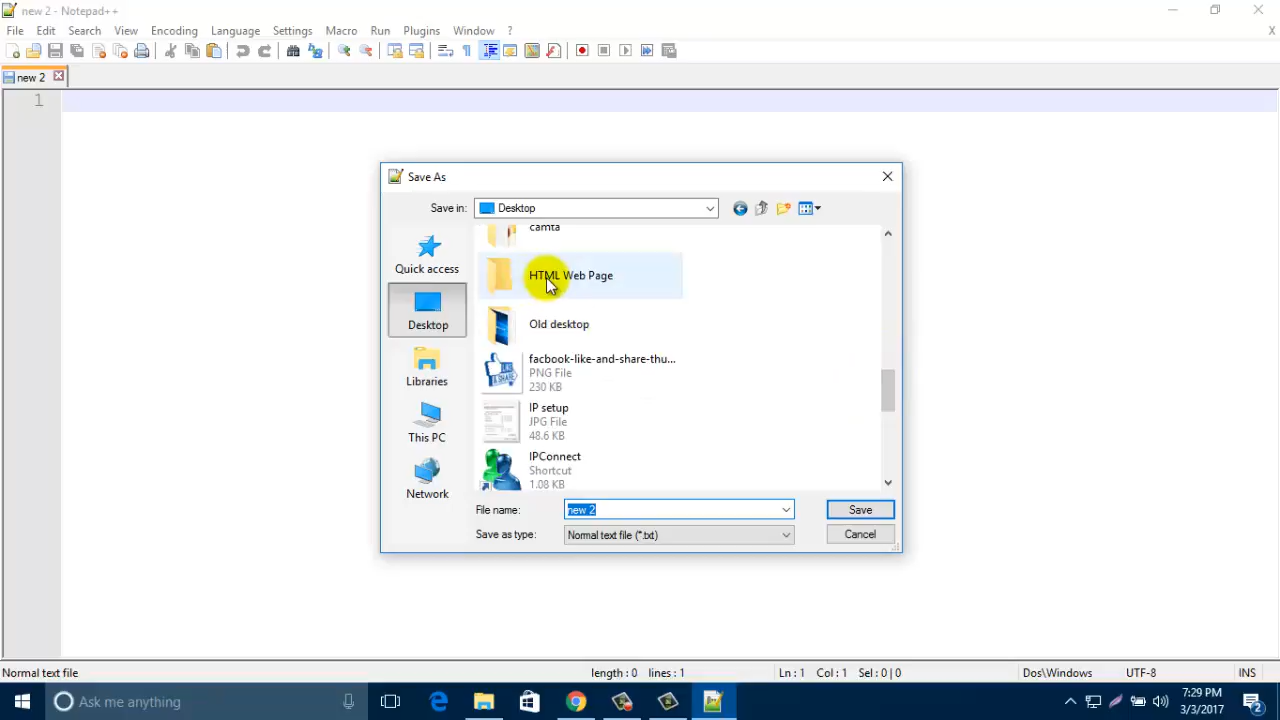 new 2 - Notepad++
File Edit Search View Encoding Language Settings Macro Run Plugins Window ? X
new 2
1
Save As
Save in: Desktop
camta
Quick access
HTML Web Page
Desktop
Old desktop
facbook-like-and-share-thu...
PNG File
230 KB
Libraries
IP setup
JPG File
48.6 KB
This PC
IPConnect
Shortcut
1.08 KB
Network
File name: new 2 Save
Save as type: Normal text file (*.txt) Cancel
Normal text file length : 0 lines : 1 Ln : 1 Col : 1 Sel : 0 | 0 Dos\Windows UTF-8 INS
Ask me anything
7:29 PM
3/3/2017
2